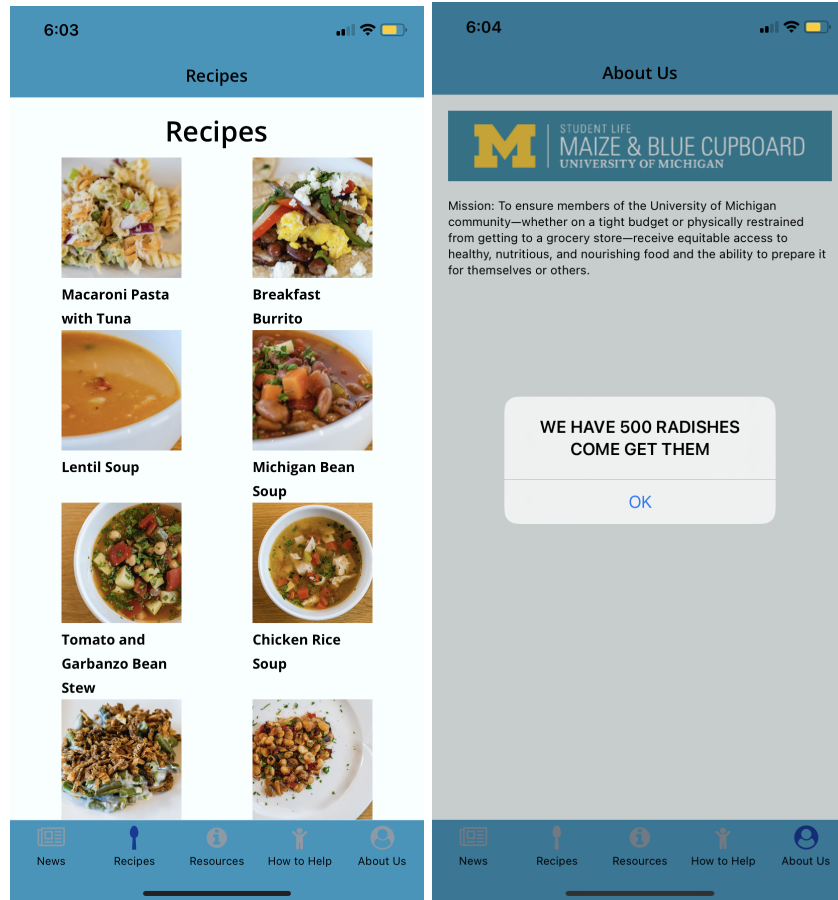 6:03
Recipes
Recipes
Macaroni Pasta
with Tuna
Breakfast
Burrito
Lentil Soup
Michigan Bean
Soup
Tomato and
Garbanzo Bean
Stew
Chicken Rice
Soup
News
Recipes
Resources
How to Help
About Us
6:04
About Us
M
STUDENT LIFE
MAIZE & BLUE CUPBOARD
UNIVERSITY OF MICHIGAN
Mission: To ensure members of the University of Michigan
community—whether on a tight budget or physically restrained
from getting to a grocery store—receive equitable access to
healthy, nutritious, and nourishing food and the ability to prepare it
for themselves or others.
WE HAVE 500 RADISHES
COME GET THEM
OK
News
Recipes
Resources
How to Help
About Us